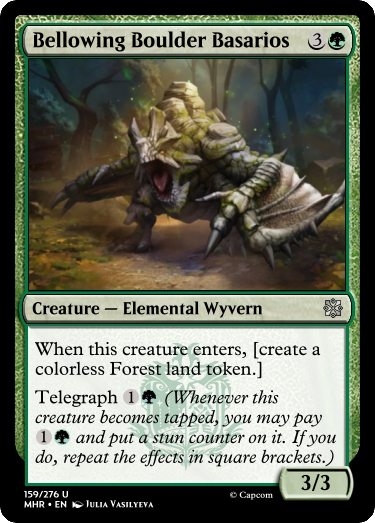 Bellowing Boulder Basarios 3
Creature — Elemental Wyvern
When this creature enters, [create a
colorless Forest land token.]
Telegraph 1 (Whenever this
creature becomes tapped, you may pay
1 and put a stun counter on it. If you
do, repeat the effects in square brackets.)
3/3
159/276 U
MHR • EN Julia Vasilyeva
© Capcom